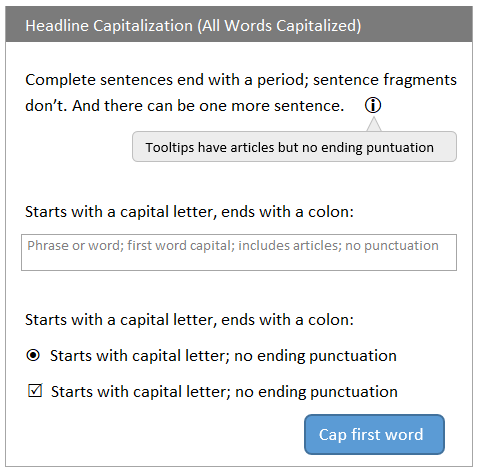 Headline Capitalization (All Words Capitalized)
Complete sentences end with a period; sentence fragments
don't. And there can be one more sentence.
Tooltips have articles but no ending puntuation
Starts with a capital letter, ends with a colon:
Phrase or word; first word capital; includes articles; no punctuation
Starts with a capital letter, ends with a colon:
Starts with capital letter; no ending punctuation
Starts with capital letter; no ending punctuation
Cap first word